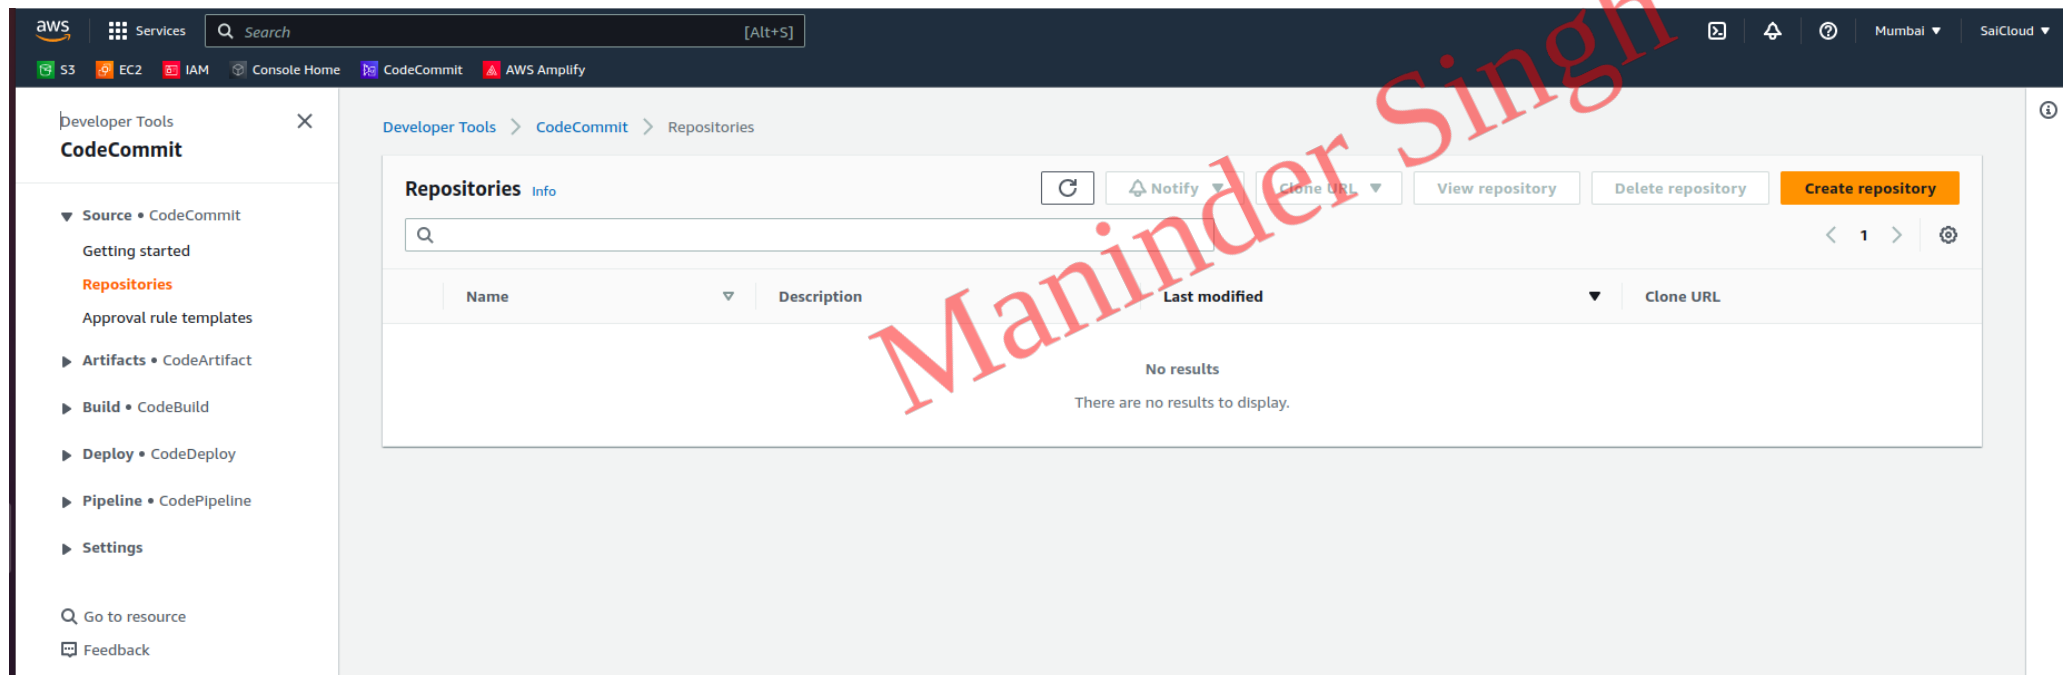 aws
Services
Search [Alt+S]
Mumbai ▼
SaiCloud ▼
S3 EC2 IAM Console Home CodeCommit AWS Amplify
Developer Tools
CodeCommit
Source • CodeCommit
Getting started
Repositories
Approval rule templates
Artifacts • CodeArtifact
Build • CodeBuild
Deploy • CodeDeploy
Pipeline • CodePipeline
Settings
Go to resource
Feedback
Developer Tools > CodeCommit > Repositories
Repositories Info
Notify ▼
Clone URL ▼
View repository
Delete repository
Create repository
< 1 >
Name Description Last modified Clone URL
No results
There are no results to display.
Maninder Singh